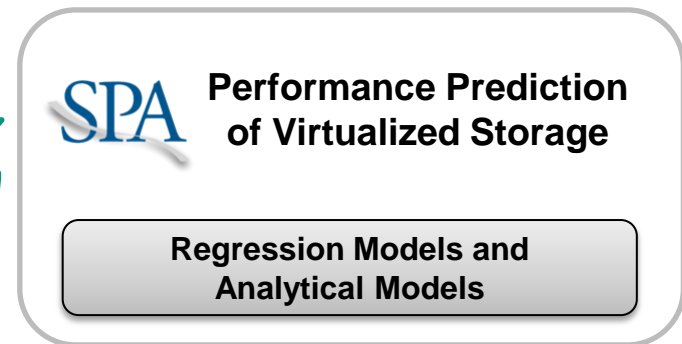 SPA
Performance Prediction
of Virtualized Storage
Regression Models and
Analytical Models